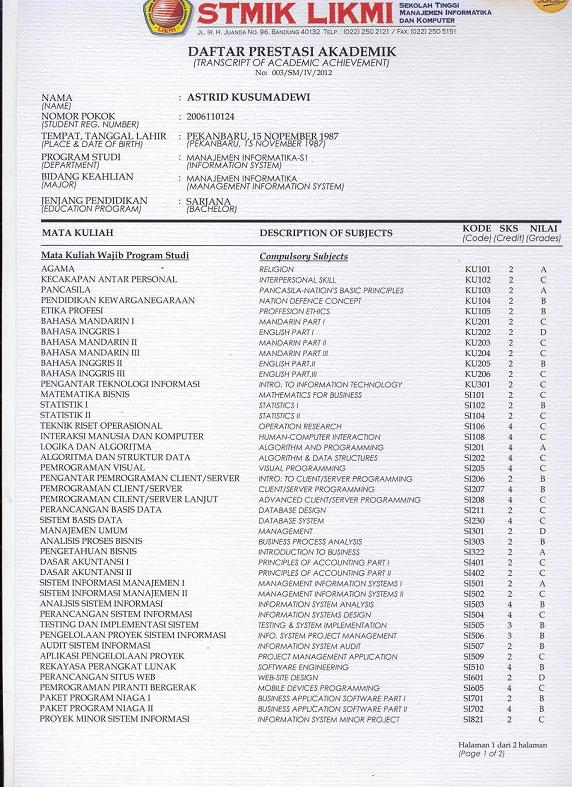 STMIK LIKMI
SEKOLAH TINGGI
MANAJEMEN INFORMATIKA
DAN KOMPUTER
LIKMI
JL. IR. H. JUANDA NO. 96, BANDUNG 40132 TELP. : (022) 250 2121 / FAX: (022) 250 5151
DAFTAR PRESTASI AKADEMIK
(TRANSCRIPT OF ACADEMIC ACHIEVEMENT)
No: 003/SM/IV/2012
NAMA : ASTRID KUSUMADEWI
(NAME)
NOMOR POKOK : 2006110124
(STUDENT REG. NUMBER)
TEMPAT, TANGGAL LAHIR : PEKANBARU, 15 NOPEMBER 1987
(PLACE & DATE OF BIRTH) (PEKANBARU, 15 NOVEMBER 1987)
PROGRAM STUDI : MANAJEMEN INFORMATIKA-S1
(DEPARTMENT) (INFORMATION SYSTEM)
BIDANG KEAHLIAN : MANAJEMEN INFORMATIKA
(MAJOR) (MANAGEMENT INFORMATION SYSTEM)
JENJANG PENDIDIKAN : SARJANA
(EDUCATION PROGRAM) (BACHELOR)
MATA KULIAH DESCRIPTION OF SUBJECTS KODE SKS NILAI
(Code) (Credit) (Grades)
Mata Kuliah Wajib Program Studi Compulsory Subjects
AGAMA RELIGION KU101 2 A
KECAKAPAN ANTAR PERSONAL INTERPERSONAL SKILL KU102 2 C
PANCASILA PANCASILA-NATION'S BASIC PRINCIPLES KU103 2 A
PENDIDIKAN KEWARGANEGARAAN NATION DEFENCE CONCEPT KU104 2 B
ETIKA PROFESI PROFFESION ETHICS KU105 2 B
BAHASA MANDARIN I MANDARIN PART I KU201 2 C
BAHASA INGGRIS I ENGLISH PART I KU202 2 D
BAHASA MANDARIN II MANDARIN PART II KU203 2 C
BAHASA MANDARIN III MANDARIN PART III KU204 2 C
BAHASA INGGRIS II ENGLISH PART.II KU205 2 B
BAHASA INGGRIS III ENGLISH PART.III KU206 2 C
PENGANTAR TEKNOLOGI INFORMASI INTRO. TO INFORMATION TECHNOLOGY KU301 2 C
MATEMATIKA BISNIS MATHEMATICS FOR BUSINESS SI101 2 C
STATISTIK I STATISTICS I SI102 2 B
STATISTIK II STATISTICS II SI104 2 C
TEKNIK RISET OPERASIONAL OPERATION RESEARCH SI106 4 C
INTERAKSI MANUSIA DAN KOMPUTER HUMAN-COMPUTER INTERACTION SI108 4 C
LOGIKA DAN ALGORITMA ALGORITHM AND PROGRAMMING SI201 4 A
ALGORITMA DAN STRUKTUR DATA ALGORITHM & DATA STRUCTURES SI202 4 C
PEMROGRAMAN VISUAL VISUAL PROGRAMMING SI205 4 C
PENGANTAR PEMROGRAMAN CLIENT/SERVER INTRO. TO CLIENT/SERVER PROGRAMMING SI206 2 B
PEMROGRAMAN CLIENT/SERVER CLIENT/SERVER PROGRAMMING SI207 4 B
PEMROGRAMAN CILENT/SERVER LANJUT ADVANCED CLIENT/SERVER PROGRAMMING SI208 4 C
PERANCANGAN BASIS DATA DATABASE DESIGN SI211 2 C
SISTEM BASIS DATA DATABASE SYSTEM SI230 4 C
MANAJEMEN UMUM MANAGEMENT SI301 2 D
ANALISIS PROSES BISNIS BUSINESS PROCESS ANALYSIS SI303 2 B
PENGETAHUAN BISNIS INTRODUCTION TO BUSINESS SI322 2 A
DASAR AKUNTANSI I PRINCIPLES OF ACCOUNTING PART I SI401 2 C
DASAR AKUNTANSI II PRINCIPLES OF ACCOUNTING PART II SI402 2 C
SISTEM INFORMASI MANAJEMEN I MANAGEMENT INFORMATION SYSTEMS I SI501 2 A
SISTEM INFORMASI MANAJEMEN II MANAGEMENT INFORMATION SYSTEMS II SI502 2 C
ANALISIS SISTEM INFORMASI INFORMATION SYSTEM ANALYSIS SI503 4 B
PERANCANGAN SISTEM INFORMASI INFORMATION SYSTEMS DESIGN SI504 4 C
TESTING DAN IMPLEMENTASI SISTEM TESTING & SYSTEM IMPLEMENTATION SI505 3 B
PENGELOLAAN PROYEK SISTEM INFORMASI INFO. SYSTEM PROJECT MANAGEMENT SI506 3 B
AUDIT SISTEM INFORMASI INFORMATION SYSTEM AUDIT SI507 2 B
APLIKASI PENGELOLAAN PROYEK PROJECT MANAGEMENT APPLICATION SI509 2 C
REKAYASA PERANGKAT LUNAK SOFTWARE ENGINEERING SI510 4 B
PERANCANGAN SITUS WEB WEB-SITE DESIGN SI601 2 D
PEMROGRAMAN PIRANTI BERGERAK MOBILE DEVICES PROGRAMMING SI605 4 C
PAKET PROGRAM NIAGA I BUSINESS APPLICATION SOFTWARE PART I SI701 2 B
PAKET PROGRAM NIAGA II BUSINESS APPLICATION SOFTWARE PART II SI702 4 B
PROYEK MINOR SISTEM INFORMASI INFORMATION SYSTEM MINOR PROJECT SI821 2 C
Halaman 1 dari 2 halaman
(Page 1 of 2)